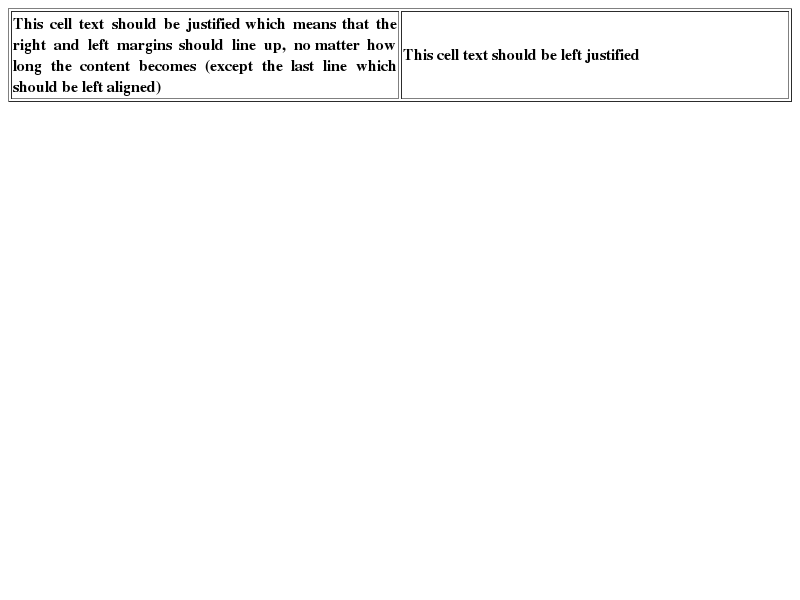 This cell text should be justified which means that the
right and left margins should line up, no matter how
long the content becomes (except the last line which
should be left aligned)
This cell text should be left justified